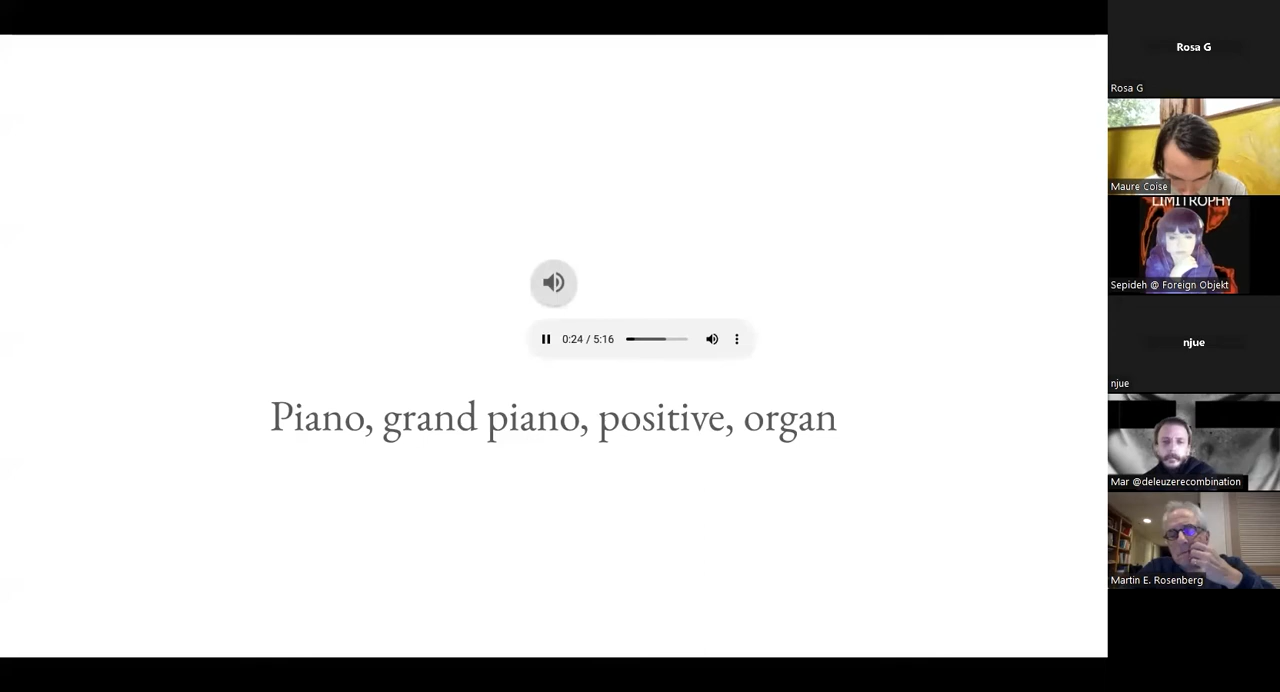 0:24 / 5:16
Piano, grand piano, positive, organ
Rosa G
Rosa G
Maure Coise
LIMITROPHY
Sepideh @ Foreign Objekt
njue
njue
Mar @deleuzerecombination
Martin E. Rosenberg